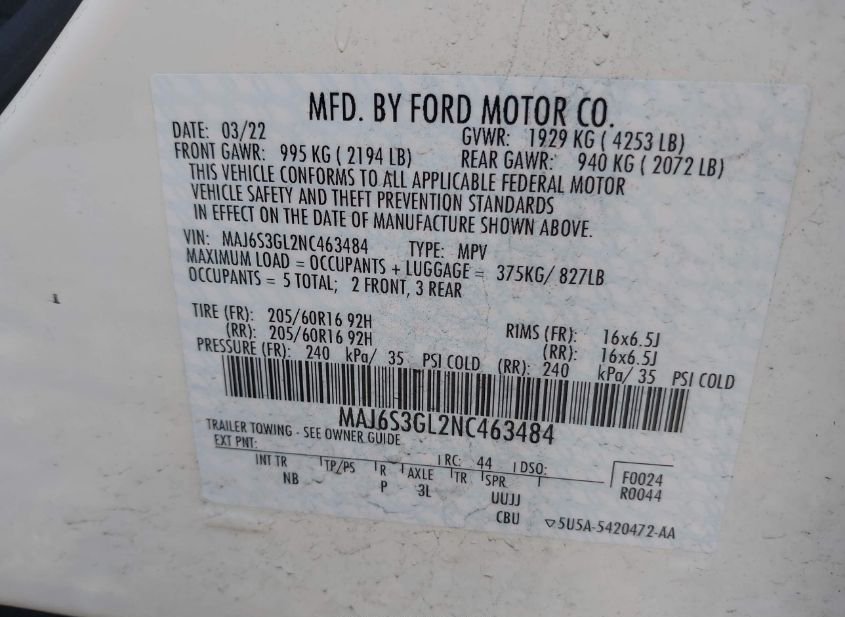 MFD. BY FORD MOTOR CO.
DATE: 03/22 GVWR: 1929 KG ( 4253 LB)
FRONT GAWR: 995 KG ( 2194 LB) REAR GAWR: 940 KG ( 2072 LB)
THIS VEHICLE CONFORMS TO ALL APPLICABLE FEDERAL MOTOR
VEHICLE SAFETY AND THEFT PREVENTION STANDARDS
IN EFFECT ON THE DATE OF MANUFACTURE SHOWN ABOVE.
VIN: MAJ6S3GL2NC463484 TYPE: MPV
MAXIMUM LOAD = OCCUPANTS + LUGGAGE = 375KG/ 827LB
OCCUPANTS = 5 TOTAL; 2 FRONT, 3 REAR
TIRE (FR): 205/60R16 92H RIMS (FR): 16x6.5J
(RR): 205/60R16 92H (RR): 16x6.5J
PRESSURE (FR): 240 kPa/ 35 PSI COLD (RR): 240 kPa/ 35 PSI COLD
MAJ6S3GL2NC463484
TRAILER TOWING - SEE OWNER GUIDE
EXT PNT: RC: 44 DSO: F0024
INT TR TP/PS R AXLE TR SPR R0044
NB P 3L UUJJ
CBU 5U5A-5420472-AA